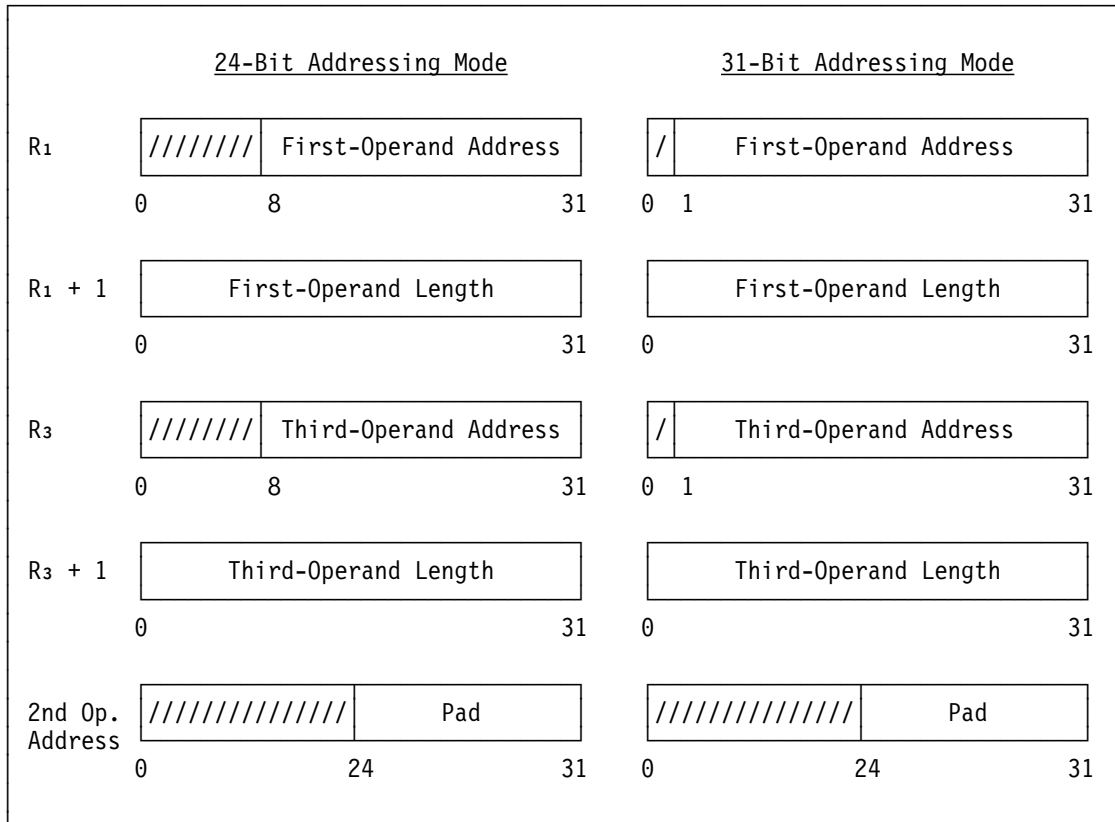 24-Bit Addressing Mode 31-Bit Addressing Mode
R₁ //////// First-Operand Address / First-Operand Address
0 8 31 0 1 31
R₁ + 1 First-Operand Length First-Operand Length
0 31 0 31
R₃ //////// Third-Operand Address / Third-Operand Address
0 8 31 0 1 31
R₃ + 1 Third-Operand Length Third-Operand Length
0 31 0 31
2nd Op. /////////////// Pad /////////////// Pad
Address
0 24 31 0 24 31